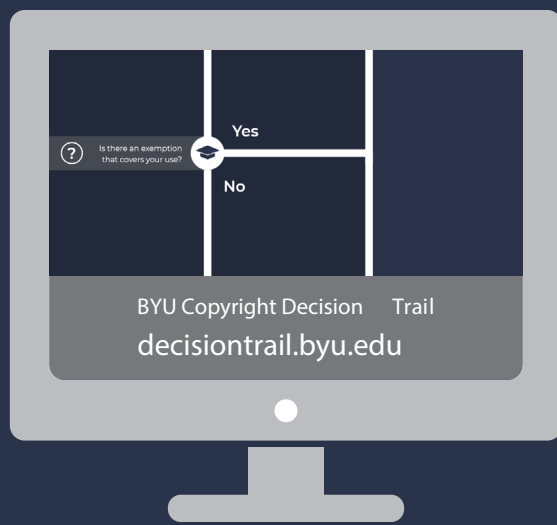 Yes
?
Is there an exemption
that covers your use?
No
BYU Copyright Decision Trail
decisiontrail.byu.edu